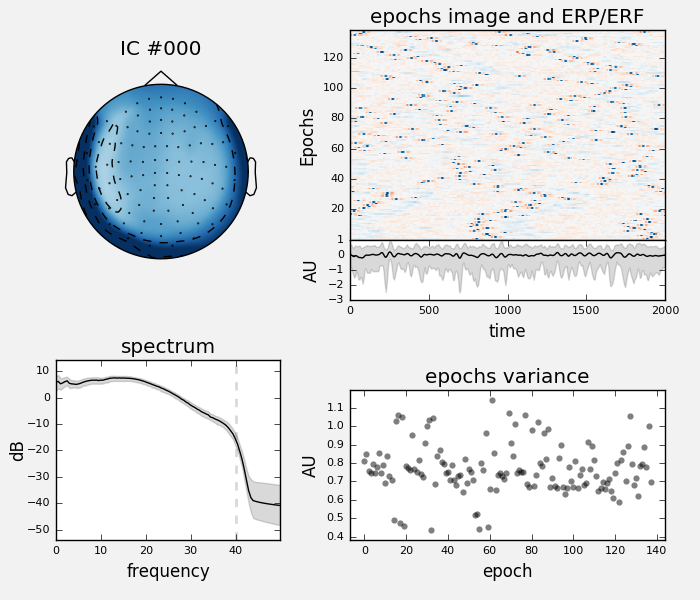 IC #000
epochs image and ERP/ERF
Epochs
120
100
80
60
40
20
1
AU
0
−1
−2
−3
0 500 1000 1500 2000
time
spectrum
dB
10
0
−10
−20
−30
−40
−50
0 10 20 30 40
frequency
epochs variance
AU
1.1
1.0
0.9
0.8
0.7
0.6
0.5
0.4
0 20 40 60 80 100 120 140
epoch